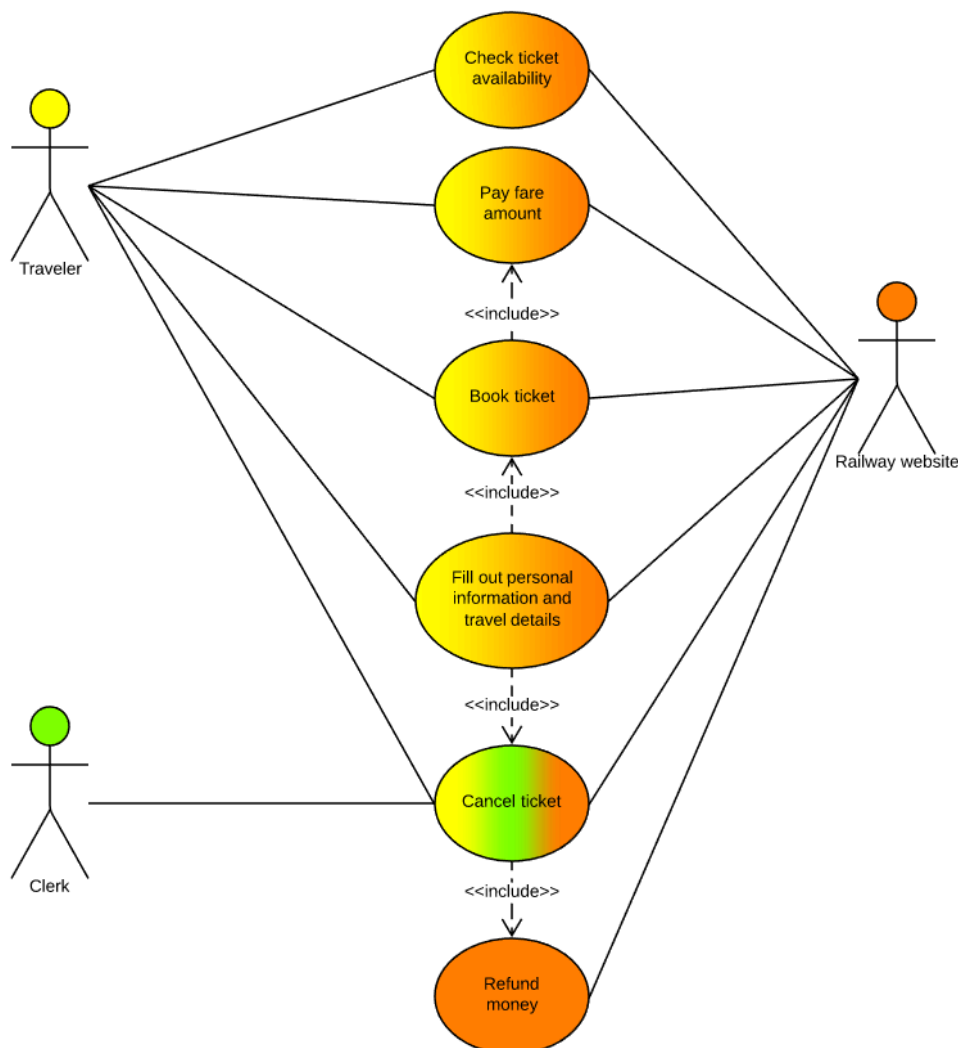 Check ticket
availability
Traveler
Pay fare
amount
<<include>>
Book ticket
Railway website
<<include>>
Fill out personal
information and
travel details
<<include>>
Cancel ticket
Clerk
<<include>>
Refund
money